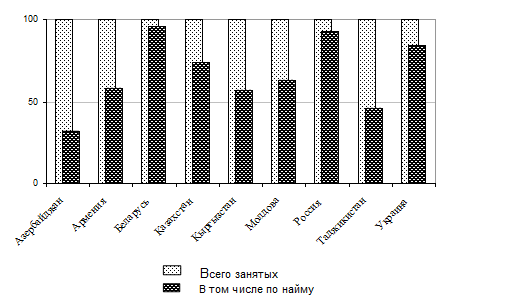 100
50
0
Азербайджан
Армения
Беларусь
Казахстан
Кыргызстан
Молдова
Россия
Таджикистан
Украина
Всего занятых
В том числе по найму